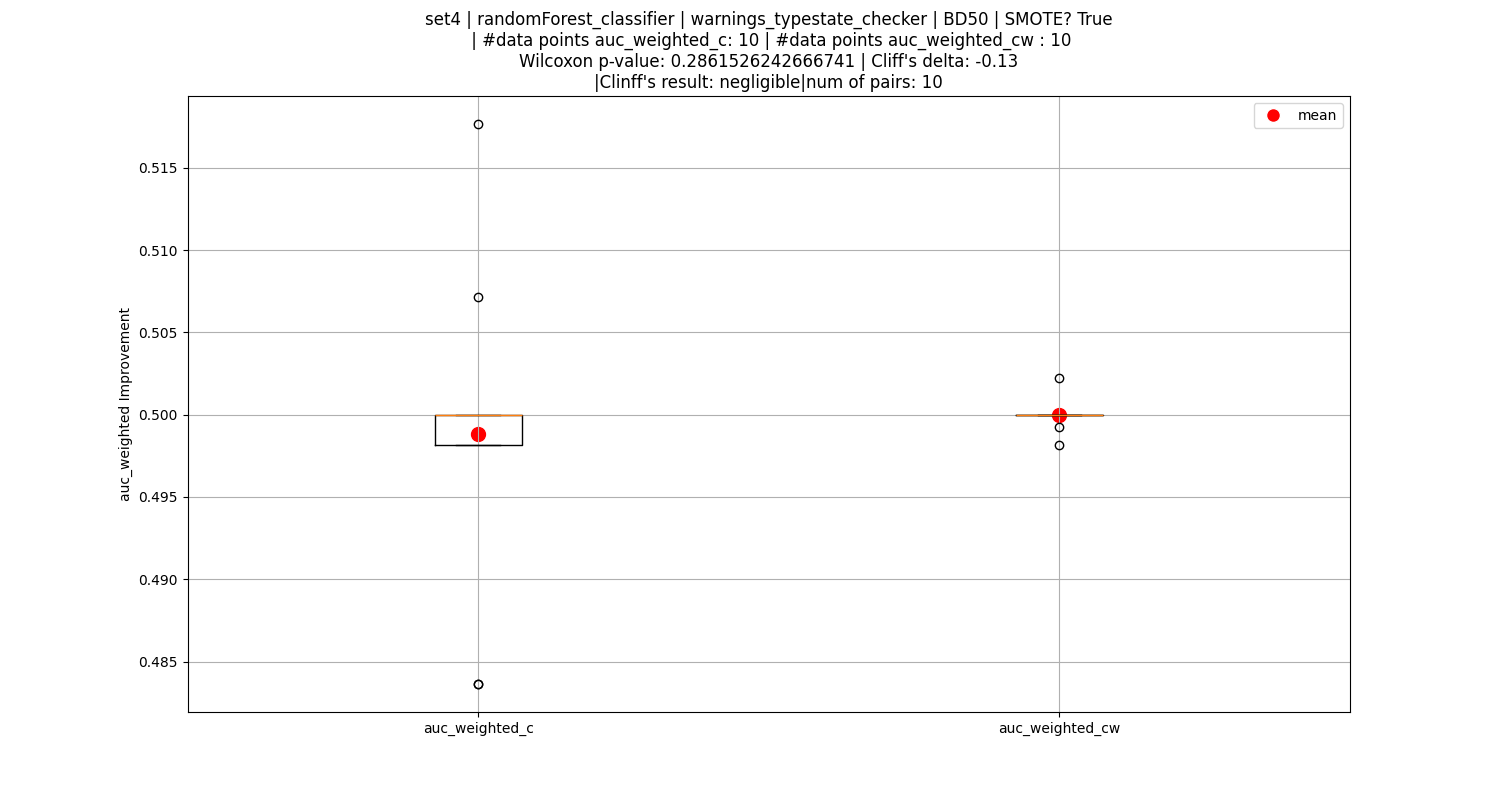 set4 | randomForest_classifier | warnings_typestate_checker | BD50 | SMOTE? True
| #data points auc_weighted_c: 10 | #data points auc_weighted_cw : 10
Wilcoxon p-value: 0.2861526242666741 | Cliff's delta: -0.13
|Clinff's result: negligible|num of pairs: 10
mean
0.515
0.510
0.505
0.500
0.495
0.490
0.485
auc_weighted Improvement
auc_weighted_c
auc_weighted_cw